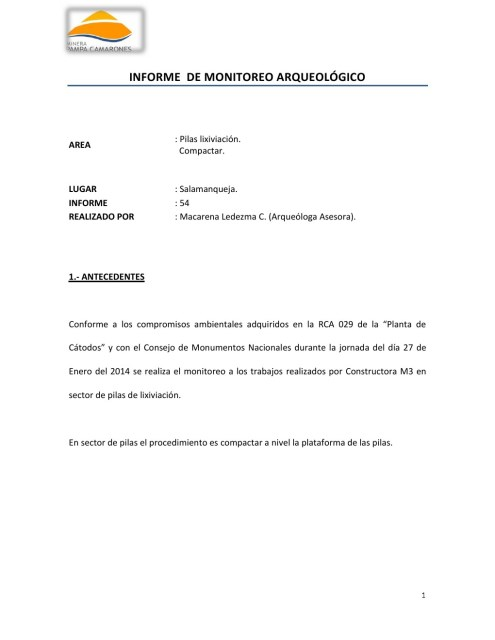 MINERA
PAMPA CAMARONES
INFORME DE MONITOREO ARQUEOLÓGICO
AREA : Pilas lixiviación.
Compactar.
LUGAR : Salamanqueja.
INFORME : 54
REALIZADO POR : Macarena Ledezma C. (Arqueóloga Asesora).
1.- ANTECEDENTES
Conforme a los compromisos ambientales adquiridos en la RCA 029 de la “Planta de
Cátodos” y con el Consejo de Monumentos Nacionales durante la jornada del día 27 de
Enero del 2014 se realiza el monitoreo a los trabajos realizados por Constructora M3 en
sector de pilas de lixiviación.
En sector de pilas el procedimiento es compactar a nivel la plataforma de las pilas.
1